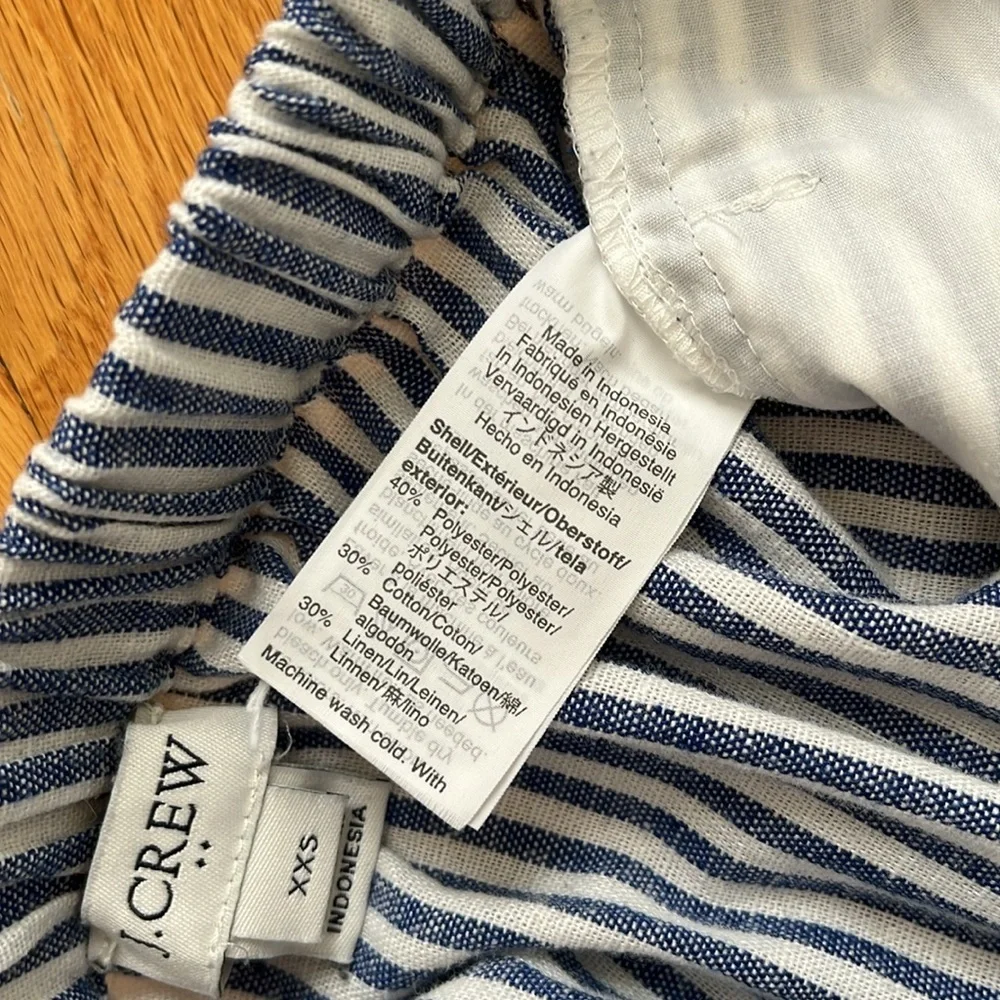 Made in Indonesia
Fabriqué en Indonésie
In Indonesien Hergestellt
Vervaardigd in Indonesië
インドネシア製
Hecho en Indonesia
Shell/Extérieur/Oberstoff/
Buitenkant/シェル/tela
exterior:
40% Polyester/Polyester/
Polyester/Polyester/
ポリエステル/
poliéster
30% Cotton/Coton/
Baumwolle/Katoen/綿/
algodón
30% Linen/Lin/Leinen/
Linnen/麻/lino
Machine wash cold. With
J.CREW
XXS
INDONESIA